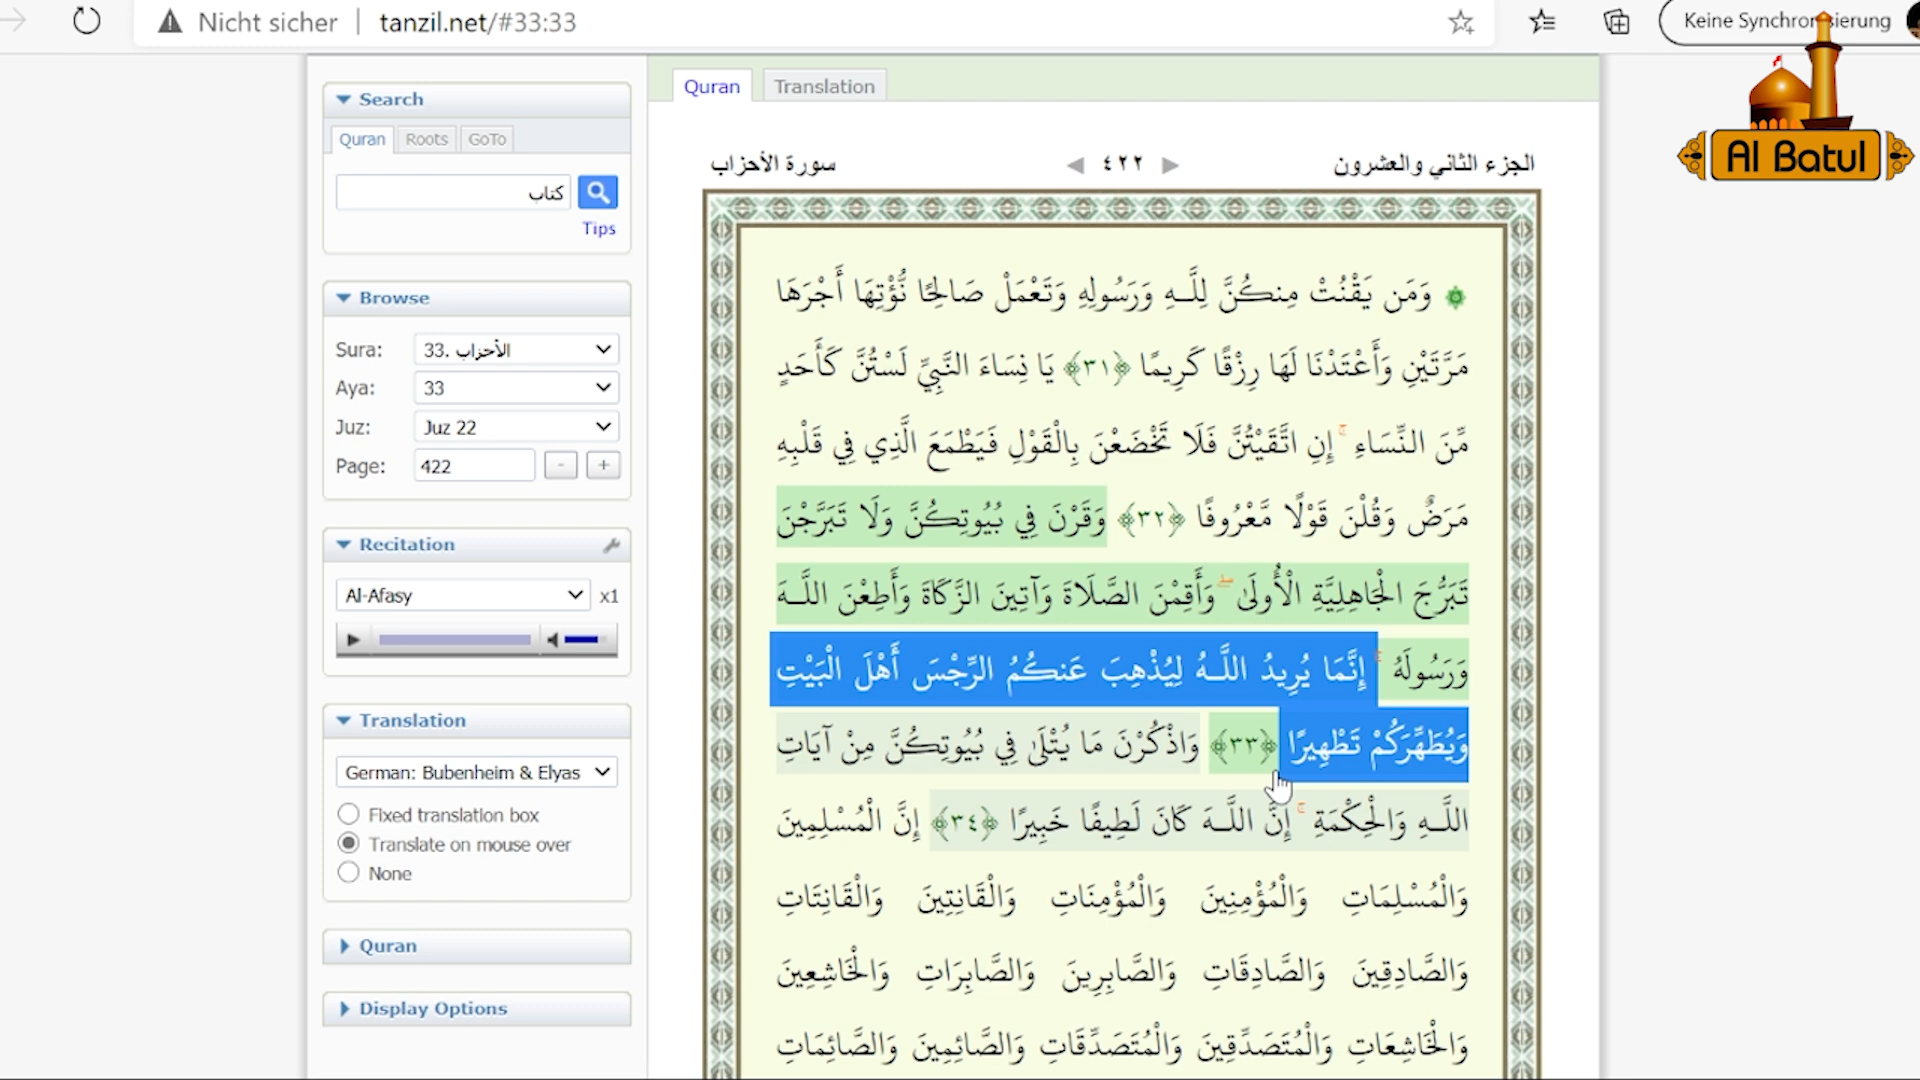 Nicht sicher | tanzil.net/#33:33
Keine Synchronisierung
Al Batul
Search
Quran Roots GoTo
كتاب
Tips
Browse
Sura: 33. الأحزاب
Aya: 33
Juz: Juz 22
Page: 422 - +
Recitation
Al-Afasy x1
Translation
German: Bubenheim & Elyas
Fixed translation box
Translate on mouse over
None
Quran
Display Options
Quran Translation
الجزء الثاني والعشرون ٤٢٢ سورة الأحزاب
۞ وَمَن يَقْنُتْ مِنكُنَّ لِلَّـهِ وَرَسُولِهِ وَتَعْمَلْ صَالِحًا نُّؤْتِهَا أَجْرَهَا
مَرَّتَيْنِ وَأَعْتَدْنَا لَهَا رِزْقًا كَرِيمًا ﴿٣١﴾ يَا نِسَاءَ النَّبِيِّ لَسْتُنَّ كَأَحَدٍ
مِّنَ النِّسَاءِ ۚ إِنِ اتَّقَيْتُنَّ فَلَا تَخْضَعْنَ بِالْقَوْلِ فَيَطْمَعَ الَّذِي فِي قَلْبِهِ
مَرَضٌ وَقُلْنَ قَوْلًا مَّعْرُوفًا ﴿٣٢﴾ وَقَرْنَ فِي بُيُوتِكُنَّ وَلَا تَبَرَّجْنَ
تَبَرُّجَ الْجَاهِلِيَّةِ الْأُولَىٰ ۖ وَأَقِمْنَ الصَّلَاةَ وَآتِينَ الزَّكَاةَ وَأَطِعْنَ اللَّـهَ
وَرَسُولَهُ ۚ إِنَّمَا يُرِيدُ اللَّـهُ لِيُذْهِبَ عَنكُمُ الرِّجْسَ أَهْلَ الْبَيْتِ
وَيُطَهِّرَكُمْ تَطْهِيرًا ﴿٣٣﴾ وَاذْكُرْنَ مَا يُتْلَىٰ فِي بُيُوتِكُنَّ مِنْ آيَاتِ
اللَّـهِ وَالْحِكْمَةِ ۚ إِنَّ اللَّـهَ كَانَ لَطِيفًا خَبِيرًا ﴿٣٤﴾ إِنَّ الْمُسْلِمِينَ
وَالْمُسْلِمَاتِ وَالْمُؤْمِنِينَ وَالْمُؤْمِنَاتِ وَالْقَانِتِينَ وَالْقَانِتَاتِ
وَالصَّادِقِينَ وَالصَّادِقَاتِ وَالصَّابِرِينَ وَالصَّابِرَاتِ وَالْخَاشِعِينَ
وَالْخَاشِعَاتِ وَالْمُتَصَدِّقِينَ وَالْمُتَصَدِّقَاتِ وَالصَّائِمِينَ وَالصَّائِمَاتِ